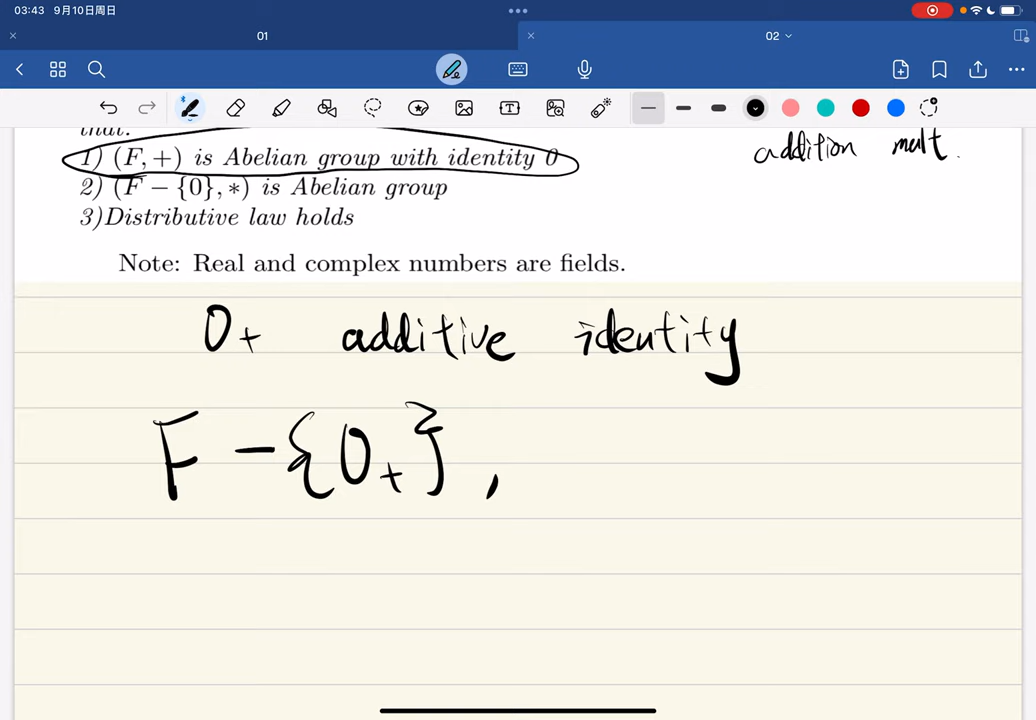 03:43 9月10日周日
01
02
that:
addition mult.
1) (F, +) is Abelian group with identity 0
2) (F − {0}, *) is Abelian group
3)Distributive law holds
Note: Real and complex numbers are fields.
0+ additive identity
F − {0+} ,